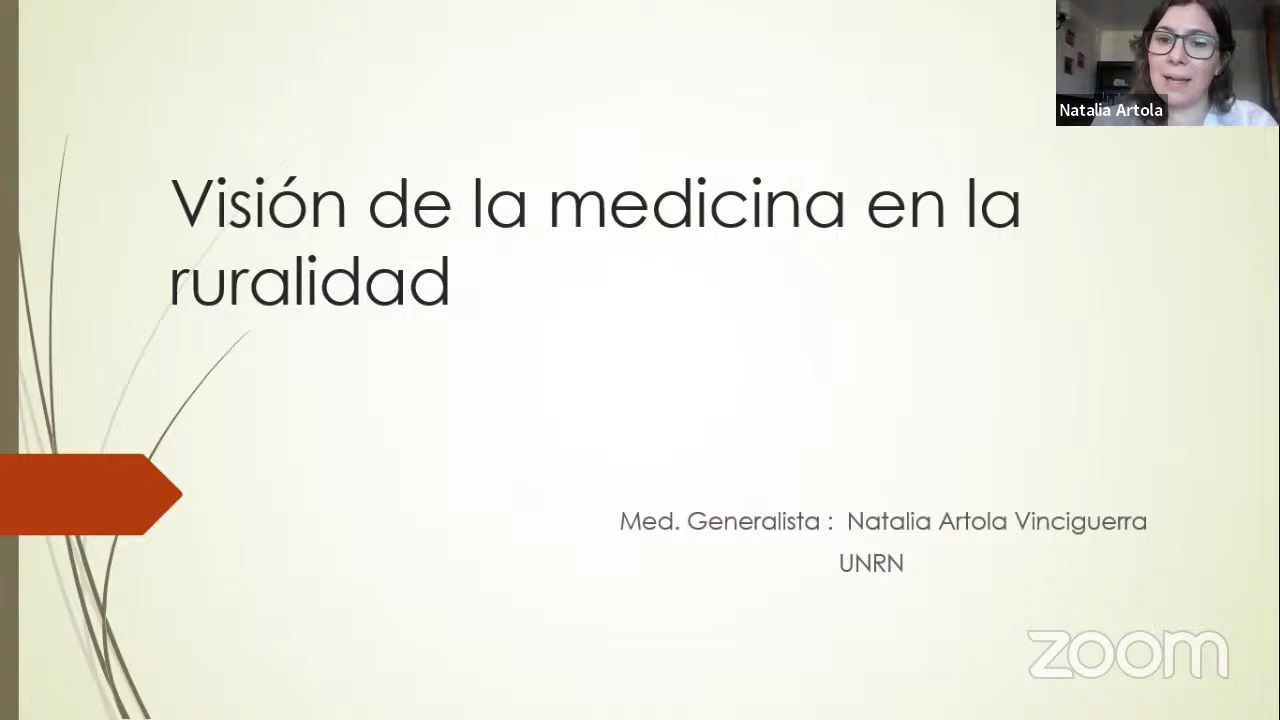 Natalia Artola
Visión de la medicina en la
ruralidad
Med. Generalista : Natalia Artola Vinciguerra
UNRN
zoom